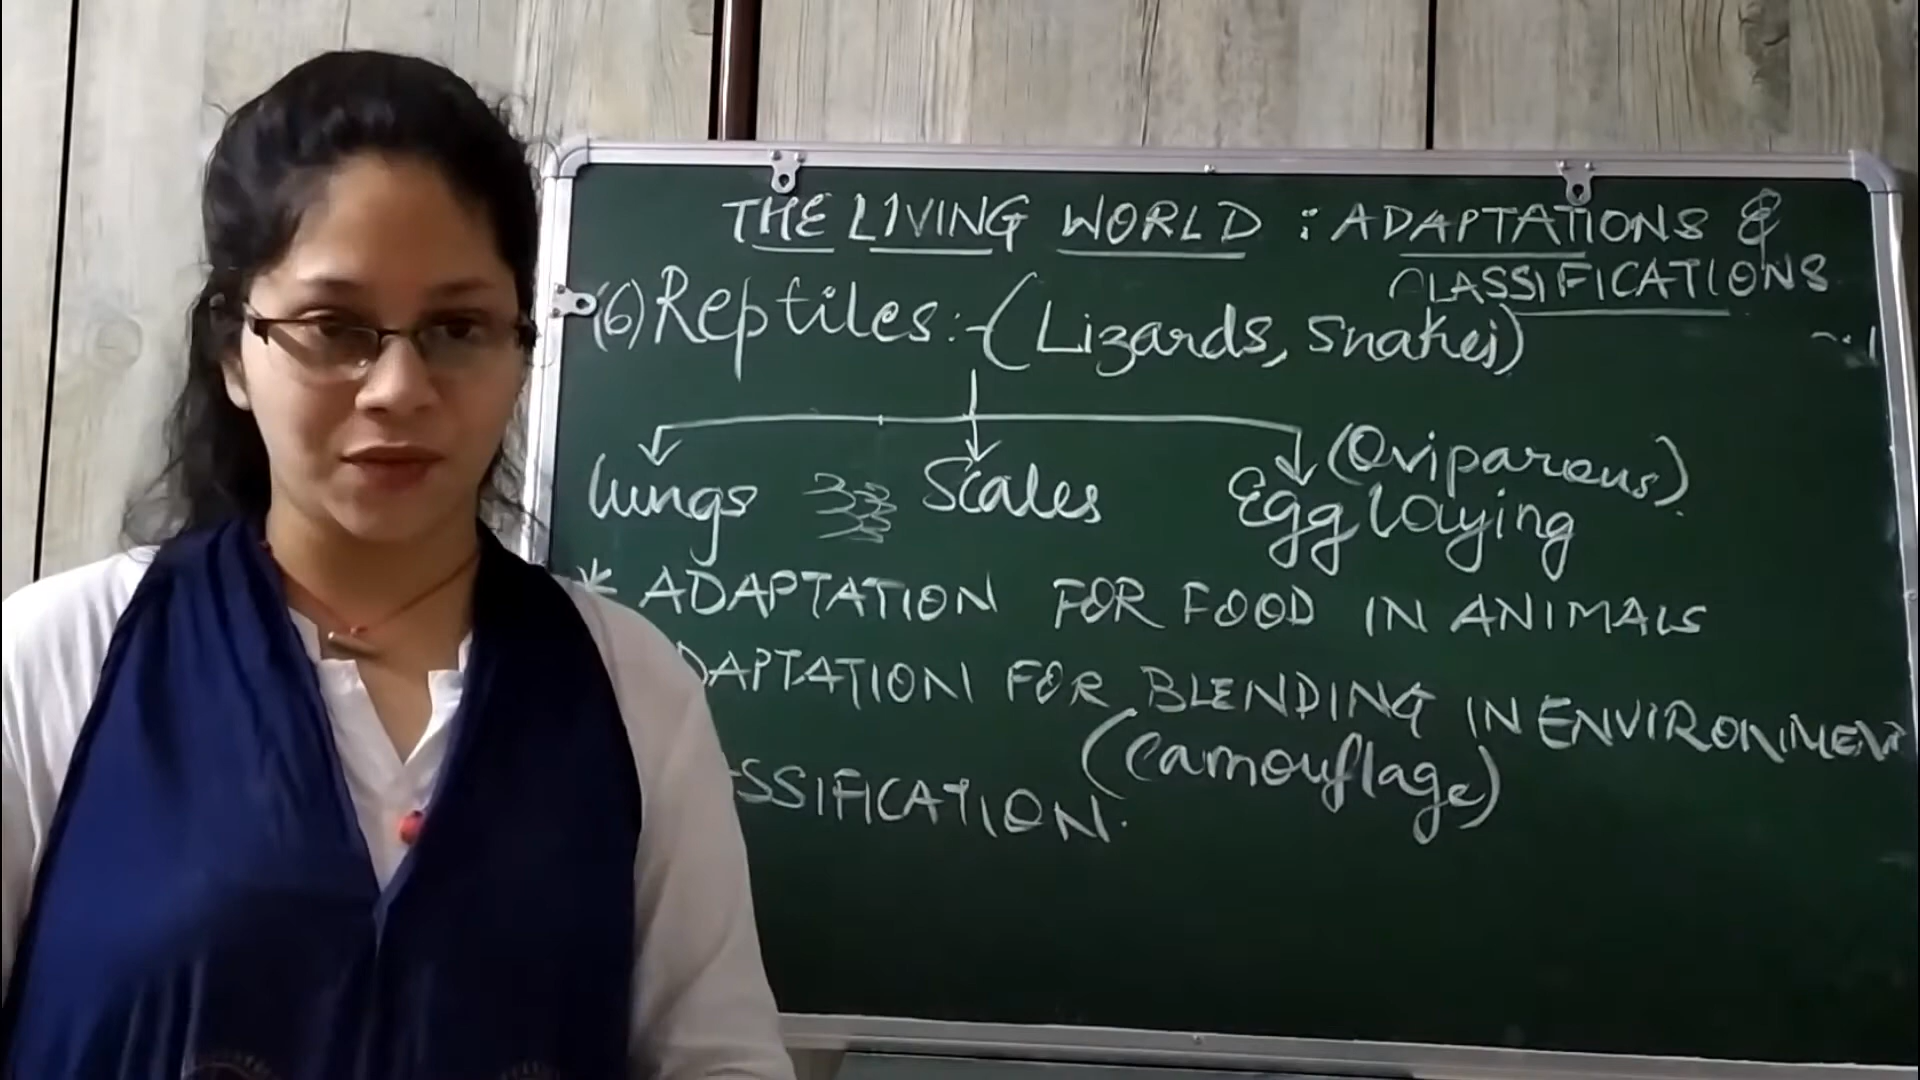 THE LIVING WORLD : ADAPTATIONS &
CLASSIFICATIONS
(6) Reptiles :- (Lizards, Snakes)
(Oviparous).
Lungs Scales Egg laying
* ADAPTATION FOR FOOD IN ANIMALS
DAPTATION FOR BLENDING IN ENVIRONMENT
(Camouflage)
SSIFICATION.